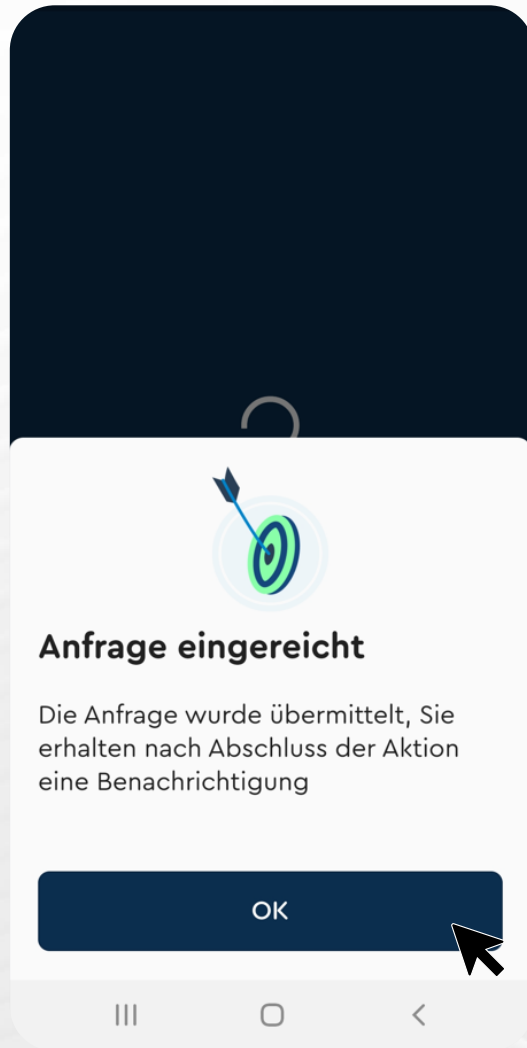 Anfrage eingereicht
Die Anfrage wurde übermittelt, Sie
erhalten nach Abschluss der Aktion
eine Benachrichtigung
OK